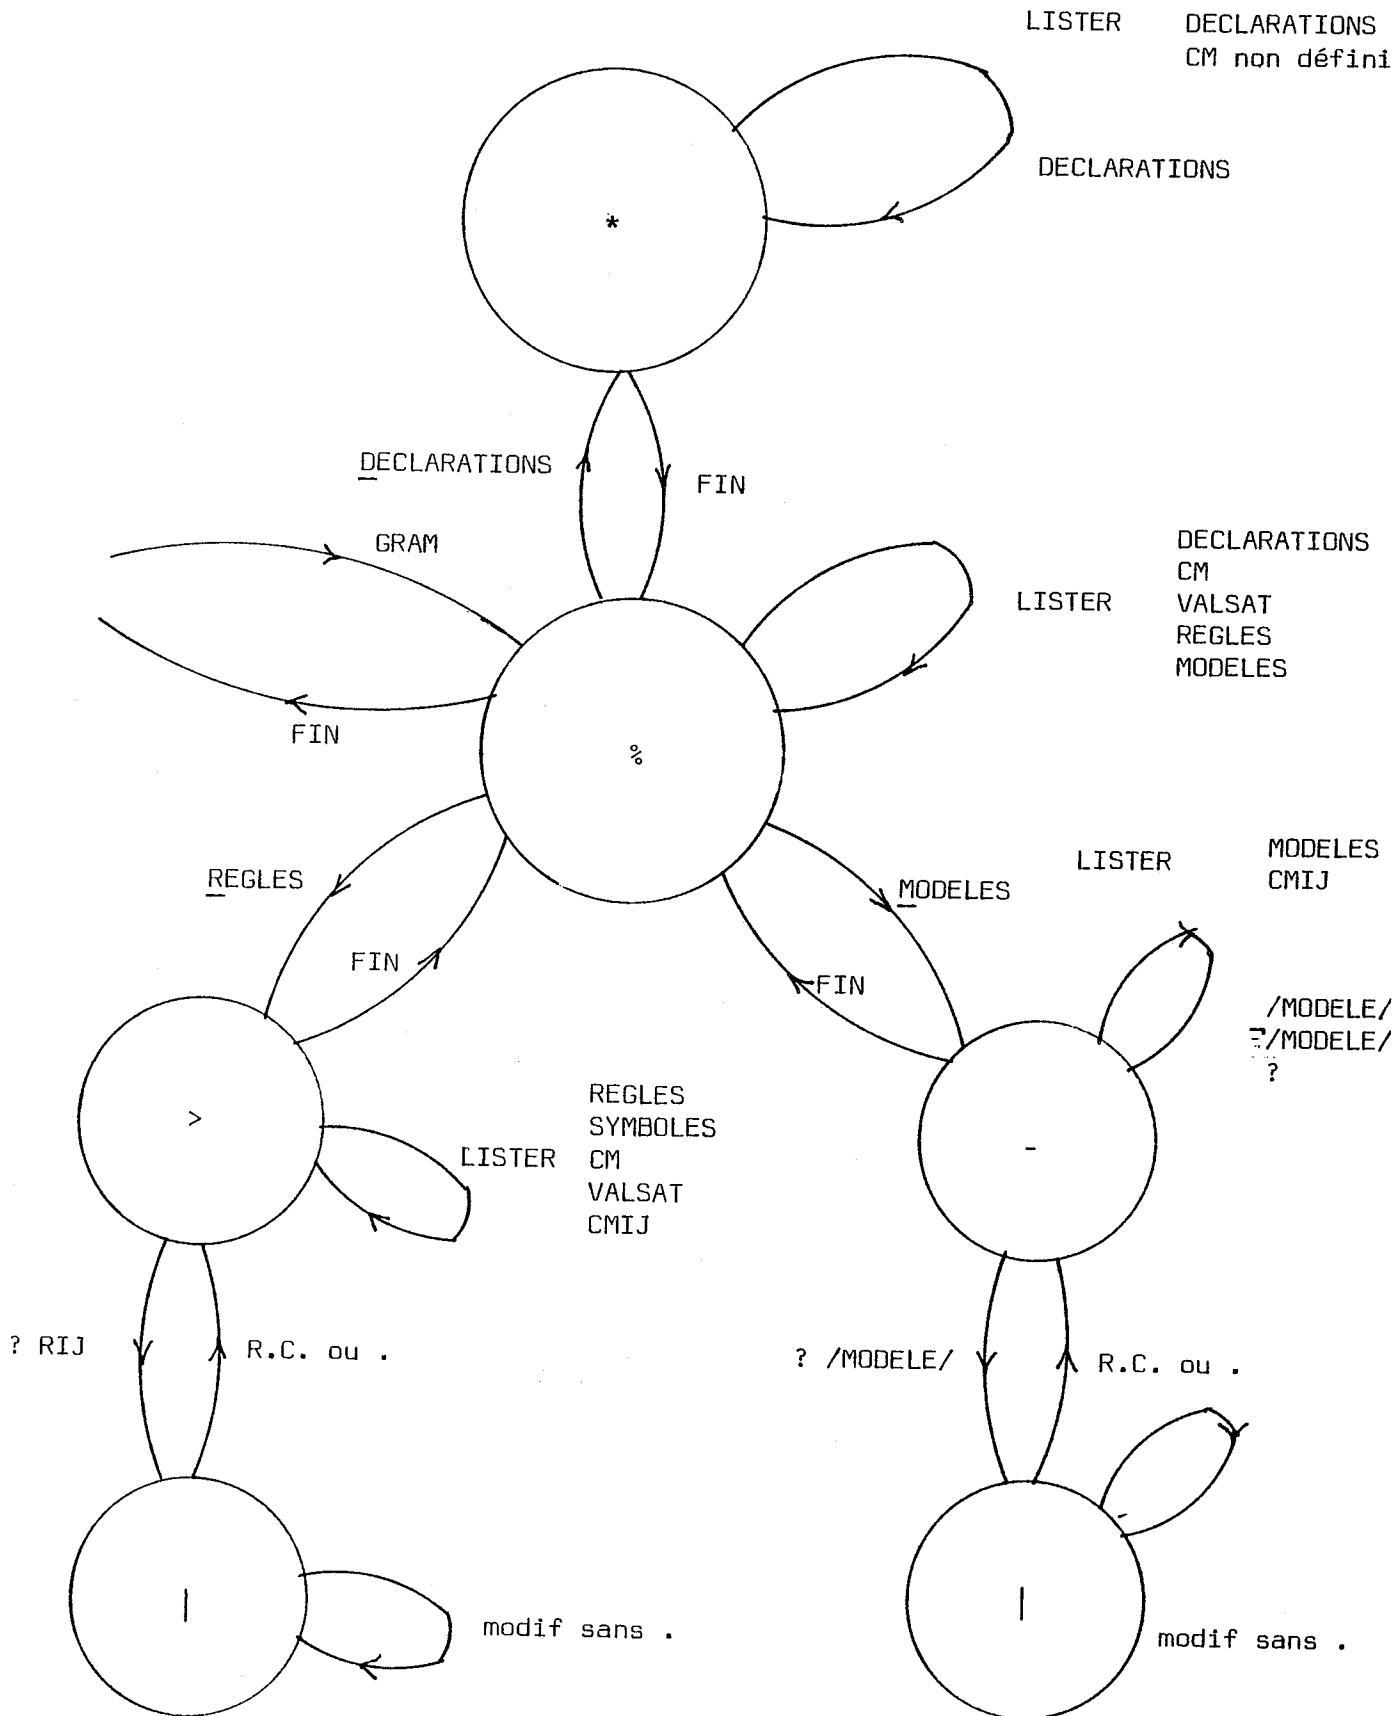 LISTER DECLARATIONS
CM non défini
DECLARATIONS
*
DECLARATIONS
FIN
GRAM
DECLARATIONS
CM
LISTER VALSAT
REGLES
MODELES
FIN
%
REGLES
FIN
MODELES
FIN
LISTER MODELES
CMIJ
/MODELE/
/MODELE/
?
>
REGLES
SYMBOLES
LISTER CM
VALSAT
CMIJ
-
? RIJ
R.C. ou .
? /MODELE/
R.C. ou .
|
modif sans .
|
modif sans .